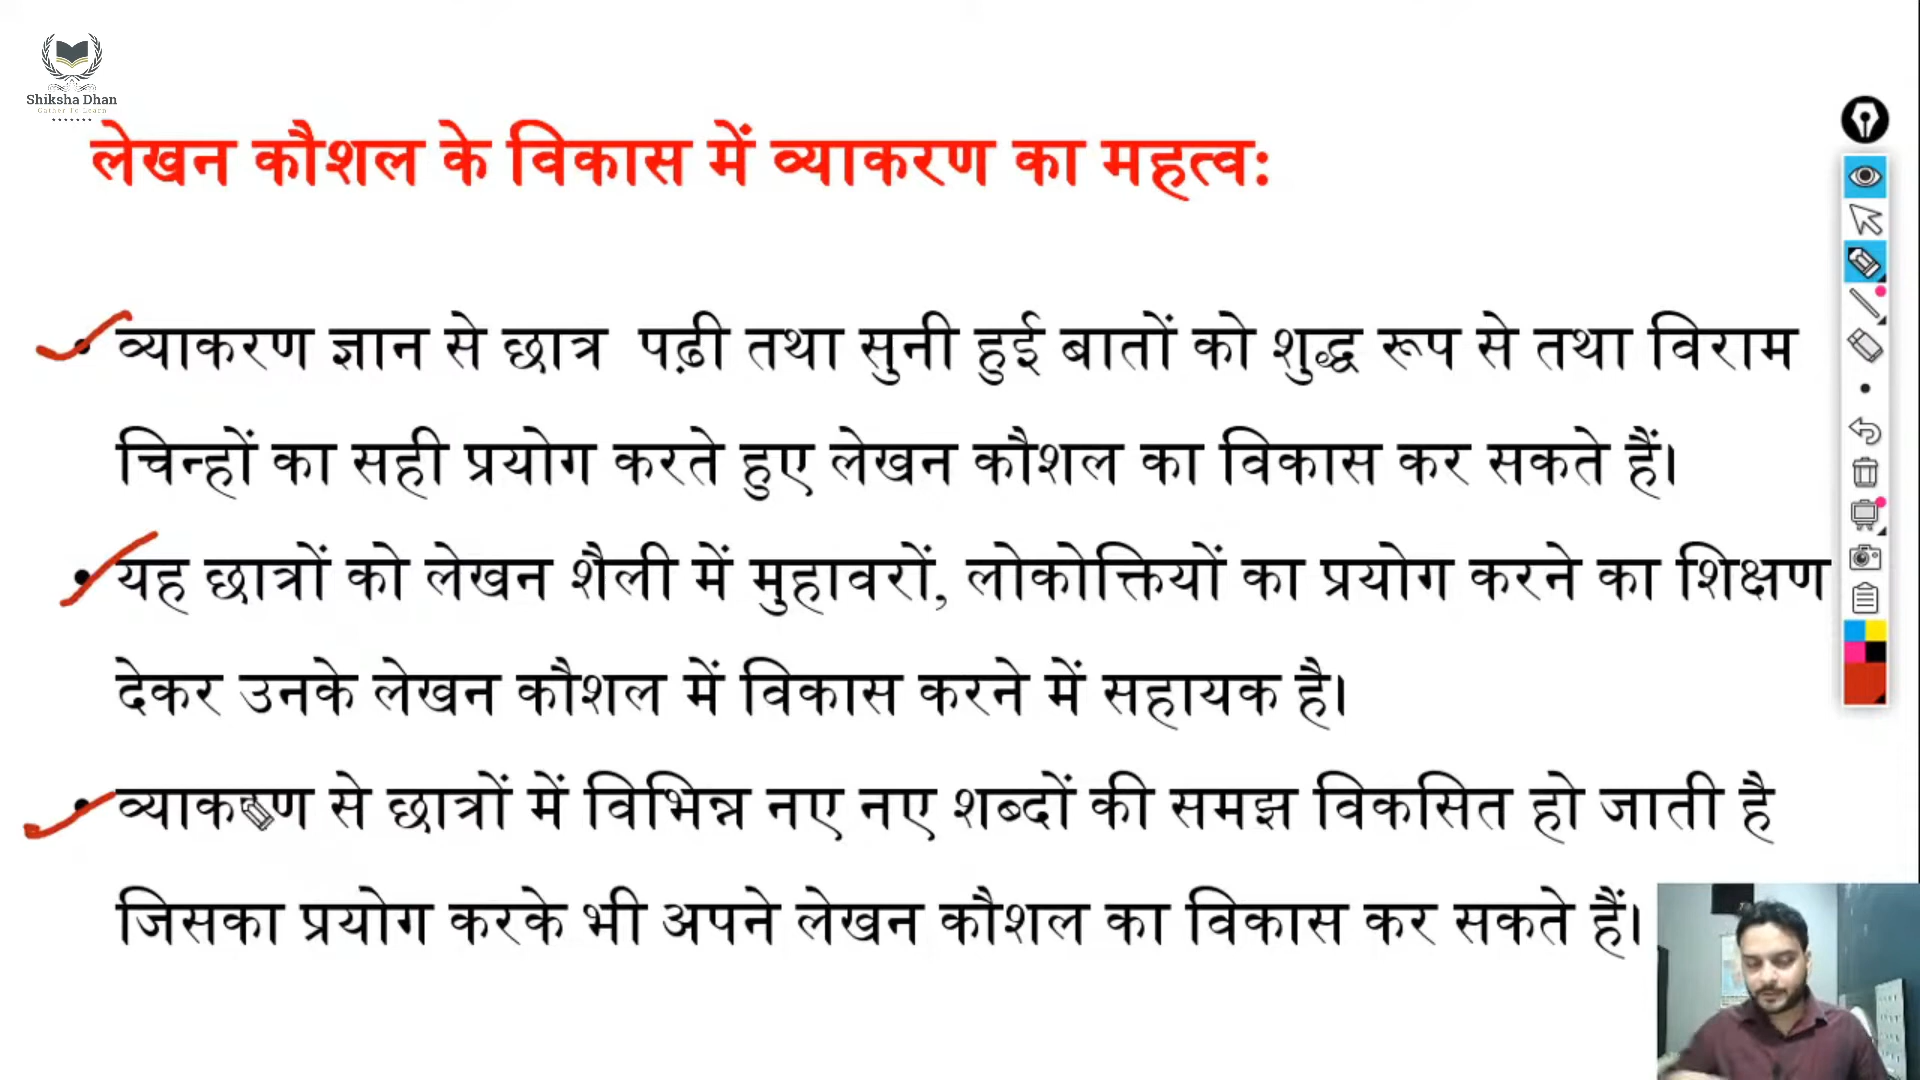 Shiksha Dhan
लेखन कौशल के विकास में व्याकरण का महत्व:
• व्याकरण ज्ञान से छात्र पढ़ी तथा सुनी हुई बातों को शुद्ध रूप से तथा विराम
चिन्हों का सही प्रयोग करते हुए लेखन कौशल का विकास कर सकते हैं।
• यह छात्रों को लेखन शैली में मुहावरों, लोकोक्तियों का प्रयोग करने का शिक्षण
देकर उनके लेखन कौशल में विकास करने में सहायक है।
• व्याकरण से छात्रों में विभिन्न नए नए शब्दों की समझ विकसित हो जाती है
जिसका प्रयोग करके भी अपने लेखन कौशल का विकास कर सकते हैं।